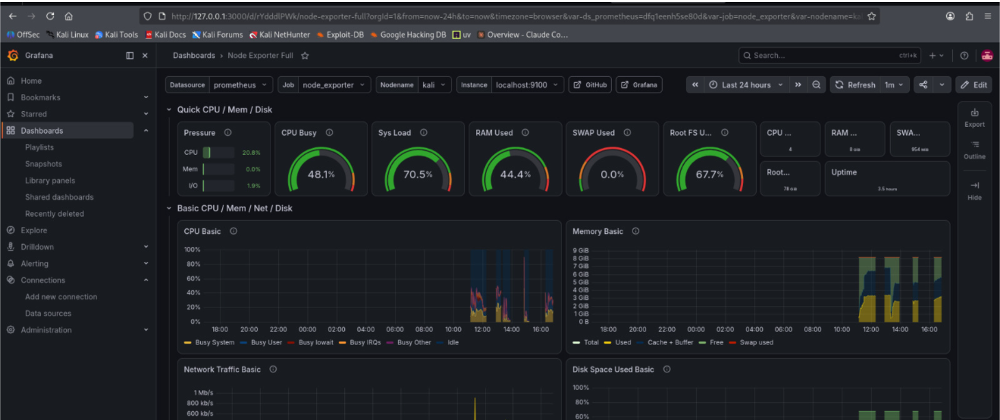 http://127.0.0.1:3000/d/rYdddlPWk/node-exporter-full?orgId=1&from=now-24h&to=now&timezone=browser&var-ds_prometheus=dfq1eenh5se80d&var-job=node_exporter&var-nodename=ka
OffSec Kali Linux Kali Tools Kali Docs Kali Forums Kali NetHunter Exploit-DB Google Hacking DB uv Overview - Claude Co...
Grafana
Dashboards › Node Exporter Full
Search... ctrl+k
Home
Bookmarks
Starred
Dashboards
Playlists
Snapshots
Library panels
Shared dashboards
Recently deleted
Explore
Drilldown
Alerting
Connections
Add new connection
Data sources
Administration
Datasource prometheus Job node_exporter Nodename kali Instance localhost:9100 GitHub Grafana Last 24 hours Refresh 1m Edit
Export
Outline
Hide
Quick CPU / Mem / Disk
Pressure
CPU 20.8%
Mem 0.0%
I/O 1.9%
CPU Busy
48.1%
Sys Load
70.5%
RAM Used
44.4%
SWAP Used
0.0%
Root FS U...
67.7%
CPU ...
4
RAM ...
8 GiB
SWA...
954 MiB
Root...
78 GiB
Uptime
3.5 hours
Basic CPU / Mem / Net / Disk
CPU Basic
100%
80%
60%
40%
20%
0%
18:00 20:00 22:00 00:00 02:00 04:00 06:00 08:00 10:00 12:00 14:00 16:00
Busy System Busy User Busy Iowait Busy IRQs Busy Other Idle
Memory Basic
9 GiB
8 GiB
7 GiB
6 GiB
5 GiB
4 GiB
3 GiB
2 GiB
1 GiB
0 B
18:00 20:00 22:00 00:00 02:00 04:00 06:00 08:00 10:00 12:00 14:00 16:00
Total Used Cache + Buffer Free Swap used
Network Traffic Basic
1 Mb/s
800 kb/s
600 kb/s
Disk Space Used Basic
100%
80%
60%